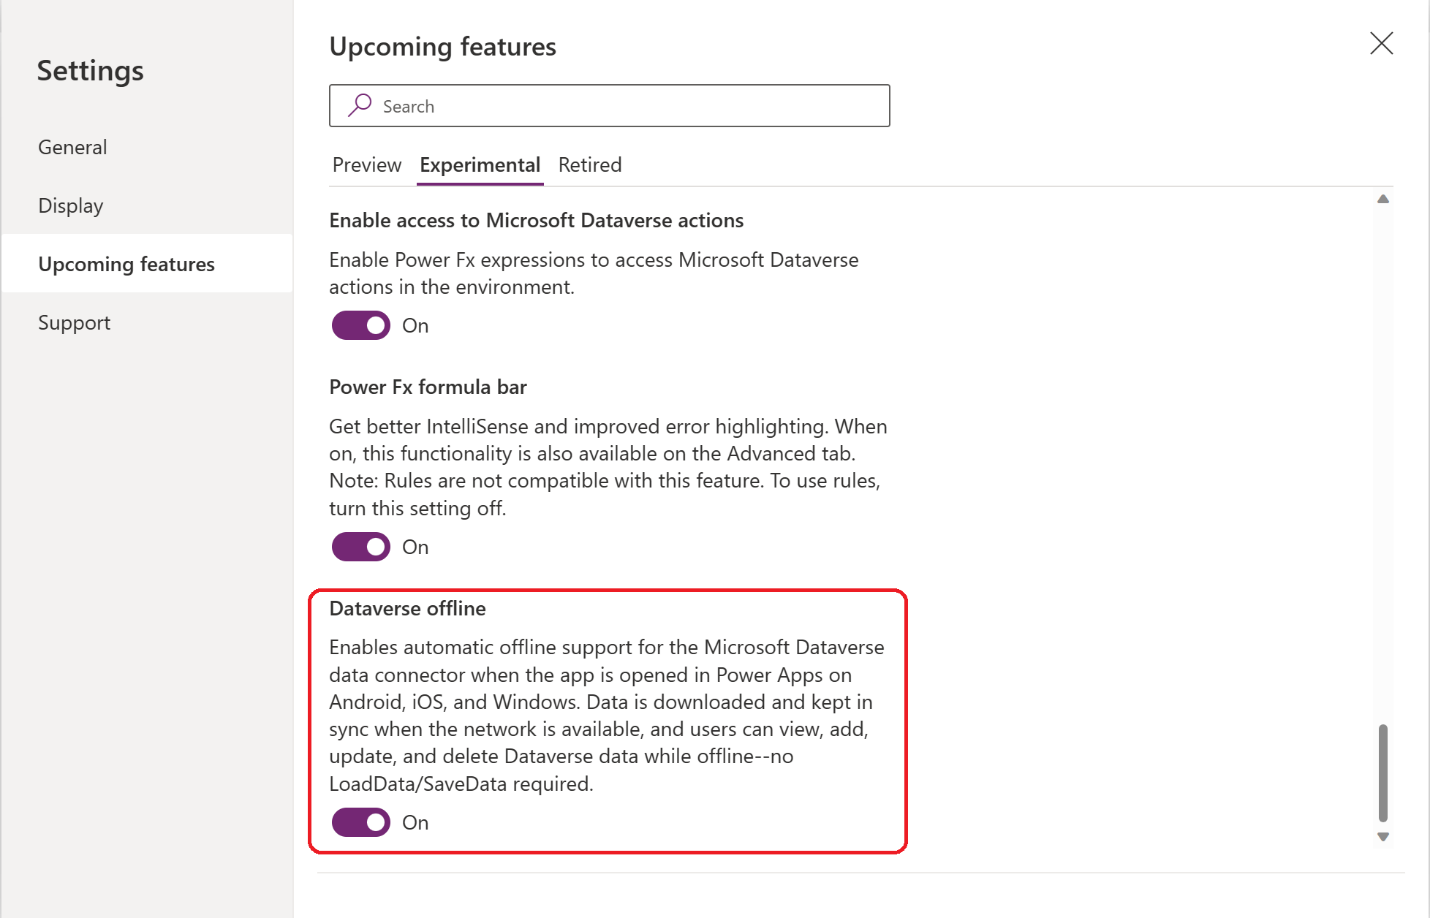 Settings
General
Display
Upcoming features
Support
Upcoming features
Search
Preview Experimental Retired
Enable access to Microsoft Dataverse actions
Enable Power Fx expressions to access Microsoft Dataverse
actions in the environment.
On
Power Fx formula bar
Get better IntelliSense and improved error highlighting. When
on, this functionality is also available on the Advanced tab.
Note: Rules are not compatible with this feature. To use rules,
turn this setting off.
On
Dataverse offline
Enables automatic offline support for the Microsoft Dataverse
data connector when the app is opened in Power Apps on
Android, iOS, and Windows. Data is downloaded and kept in
sync when the network is available, and users can view, add,
update, and delete Dataverse data while offline--no
LoadData/SaveData required.
On